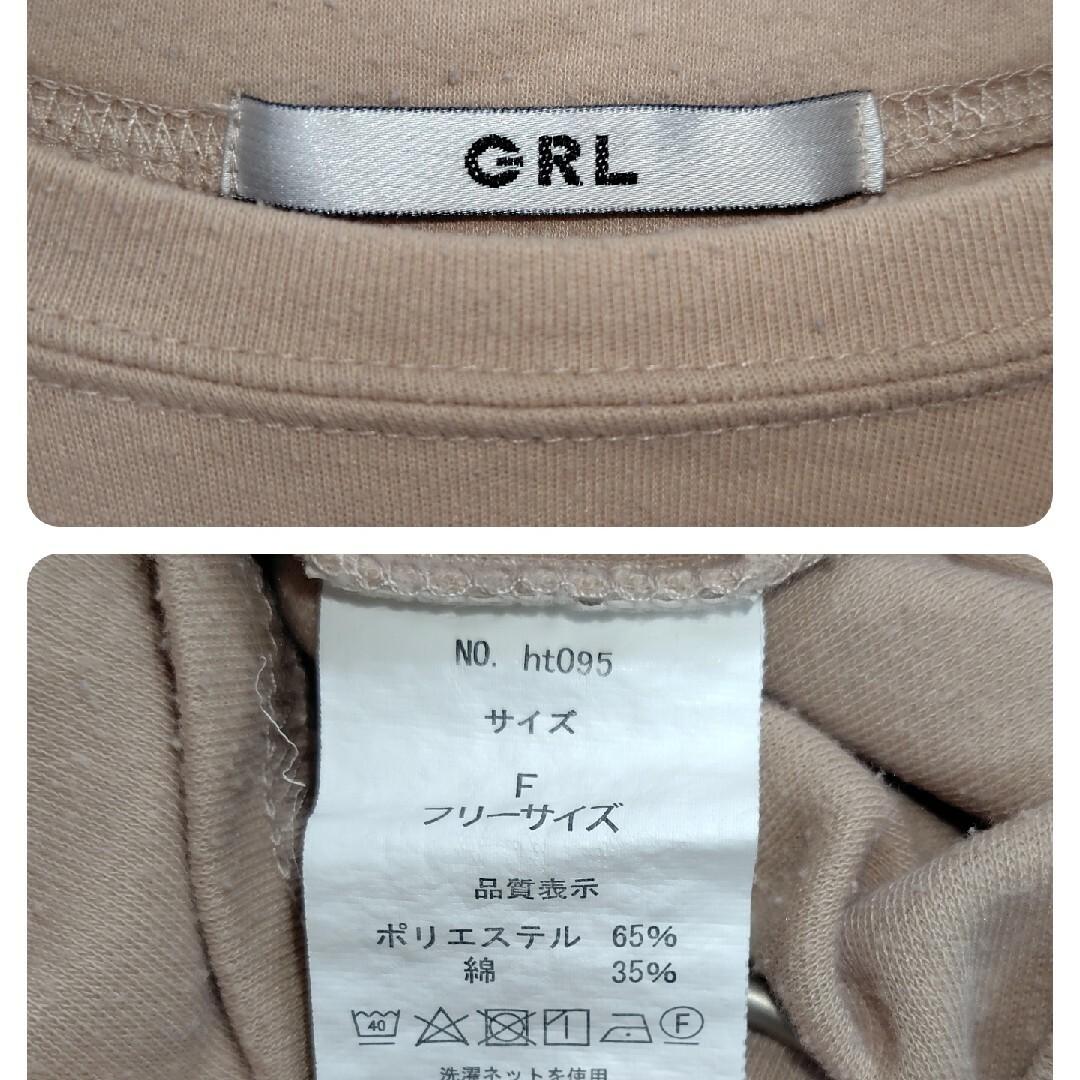 GRL
NO. ht095
サイズ
F
フリーサイズ
品質表示
ポリエステル 65%
綿 35%
40 F
洗濯ネットを使用